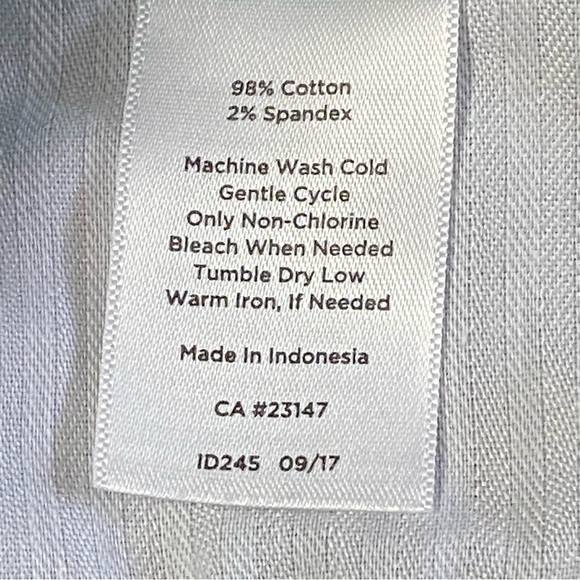 98% Cotton
2% Spandex
Machine Wash Cold
Gentle Cycle
Only Non-Chlorine
Bleach When Needed
Tumble Dry Low
Warm Iron, If Needed
Made In Indonesia
CA #23147
ID245 09/17